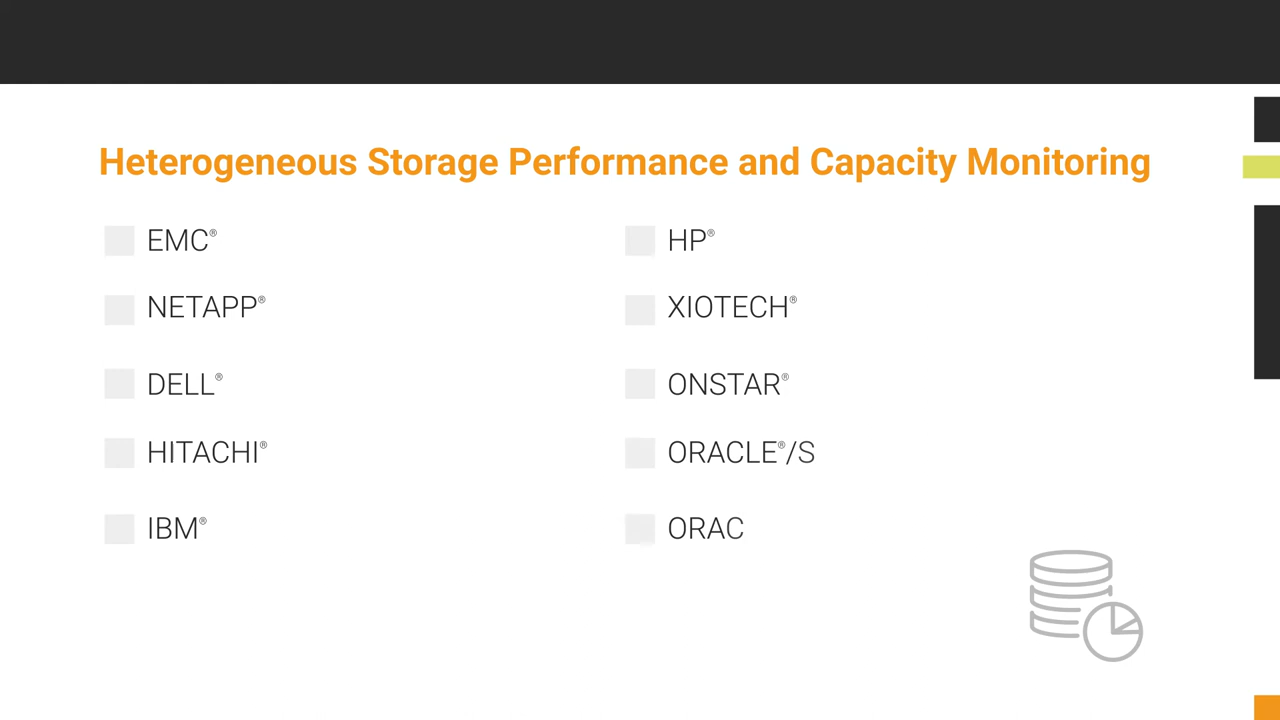 Heterogeneous Storage Performance and Capacity Monitoring
EMC®
NETAPP®
DELL®
HITACHI®
IBM®
HP®
XIOTECH®
ONSTAR®
ORACLE®/S
ORAC